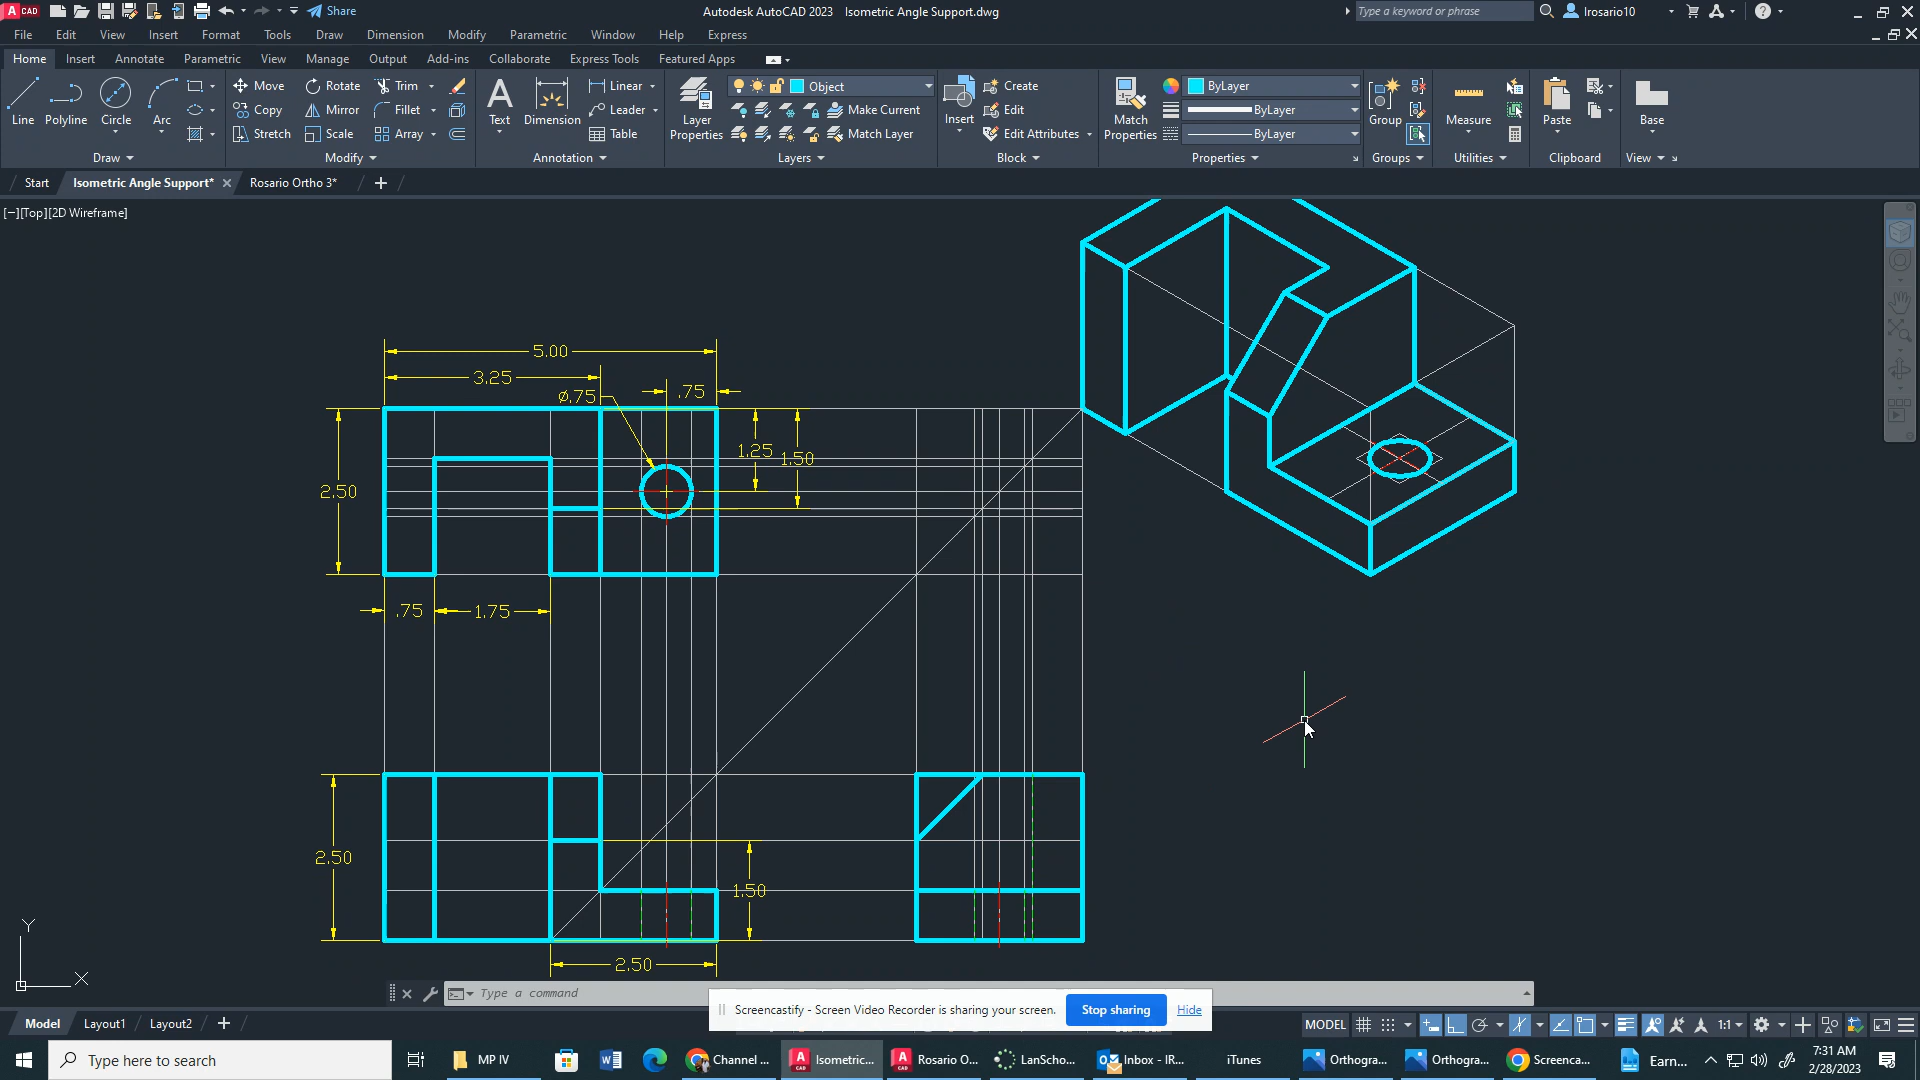 CAD Share Autodesk AutoCAD 2023 Isometric Angle Support.dwg Type a keyword or phrase lrosario10
File Edit View Insert Format Tools Draw Dimension Modify Parametric Window Help Express
Home Insert Annotate Parametric View Manage Output Add-ins Collaborate Express Tools Featured Apps
Line Polyline Circle Arc
Move Rotate Trim
Copy Mirror Fillet
Stretch Scale Array
Text Dimension
Linear
Leader
Table
Layer Properties
Object
Make Current
Match Layer
Insert
Create
Edit
Edit Attributes
Match Properties
ByLayer
ByLayer
ByLayer
Group
Measure
Paste
Base
Draw Modify Annotation Layers Block Properties Groups Utilities Clipboard View
Start Isometric Angle Support* Rosario Ortho 3*
[−][Top][2D Wireframe]
5.00
3.25
ø.75
.75
1.25
1.50
2.50
.75
1.75
2.50
1.50
2.50
Y
X
Type a command
Screencastify - Screen Video Recorder is sharing your screen. Stop sharing Hide
Model Layout1 Layout2
MODEL 1:1
Type here to search
MP IV
Channel ...
Isometric...
Rosario O...
LanScho...
Inbox - IR...
iTunes
Orthogra...
Orthogra...
Screenca...
Earn...
7:31 AM
2/28/2023